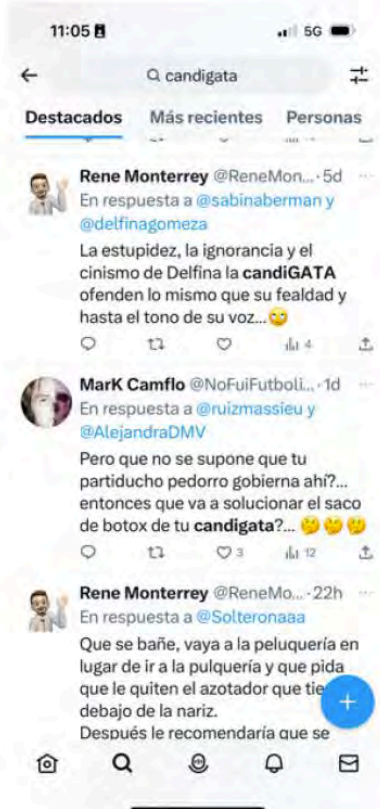 11:05
5G
candigata
Destacados Más recientes Personas
Rene Monterrey @ReneMon... · 5d
En respuesta a @sabinaberman y
@delfinagomeza
La estupidez, la ignorancia y el
cinismo de Delfina la candiGATA
ofenden lo mismo que su fealdad y
hasta el tono de su voz...🙄
4
MarK Camflo @NoFuiFutboli... · 1d
En respuesta a @ruizmassieu y
@AlejandraDMV
Pero que no se supone que tu
partiducho pedorro gobierna ahí?...
entonces que va a solucionar el saco
de botox de tu candigata?... 🤔🤔🤔
3 12
Rene Monterrey @ReneMo... · 22h
En respuesta a @Solteronaaa
Que se bañe, vaya a la peluquería en
lugar de ir a la pulquería y que pida
que le quiten el azotador que tie
debajo de la nariz.
Después le recomendaría que se